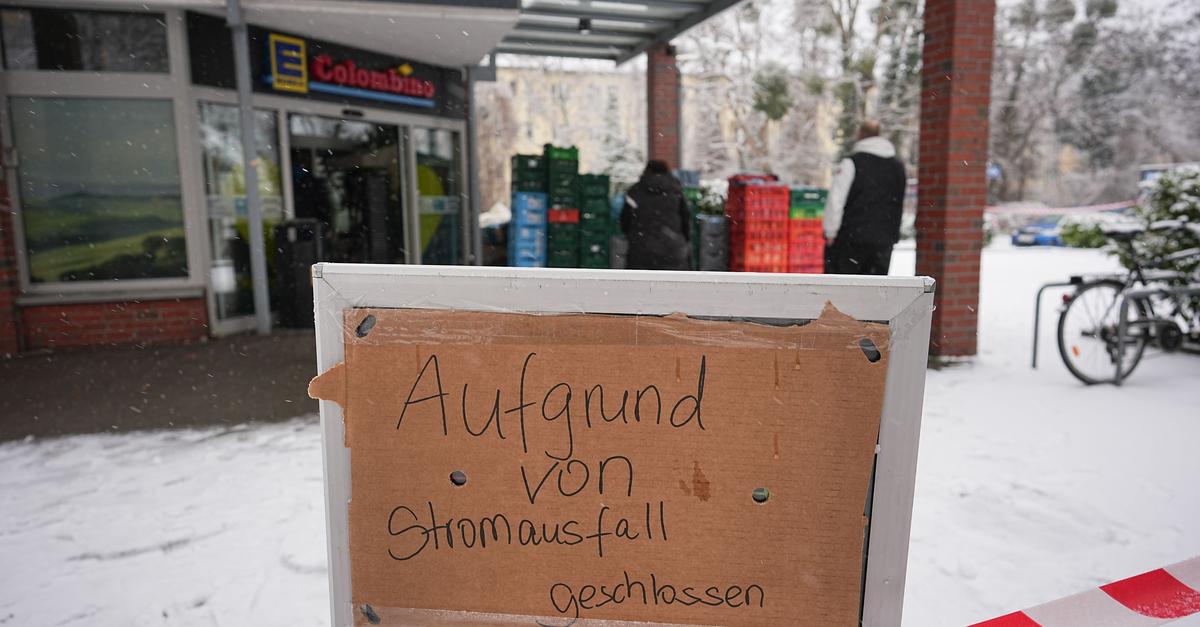 E
Colombino
Aufgrund
von
Stromausfall
geschlossen